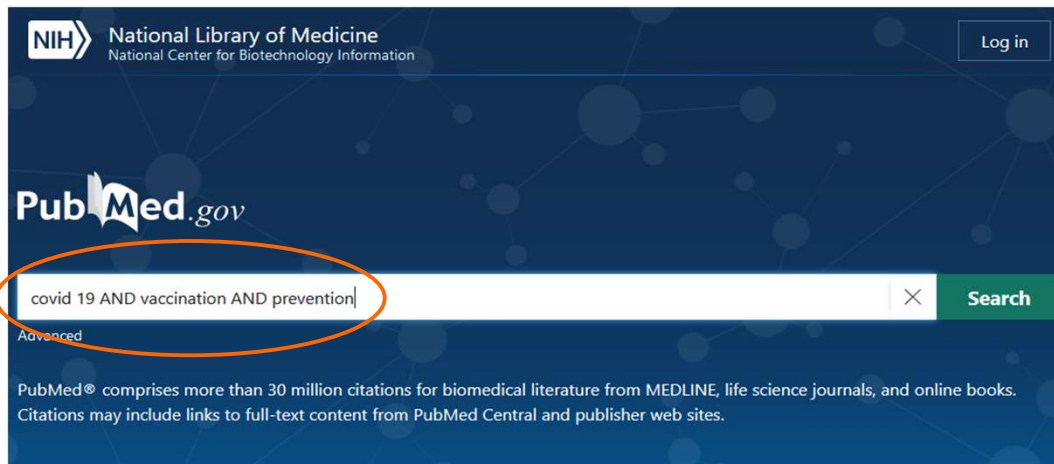 NIH
National Library of Medicine
National Center for Biotechnology Information
Log in
PubMed.gov
covid 19 AND vaccination AND prevention
Search
Advanced
PubMed® comprises more than 30 million citations for biomedical literature from MEDLINE, life science journals, and online books.
Citations may include links to full-text content from PubMed Central and publisher web sites.